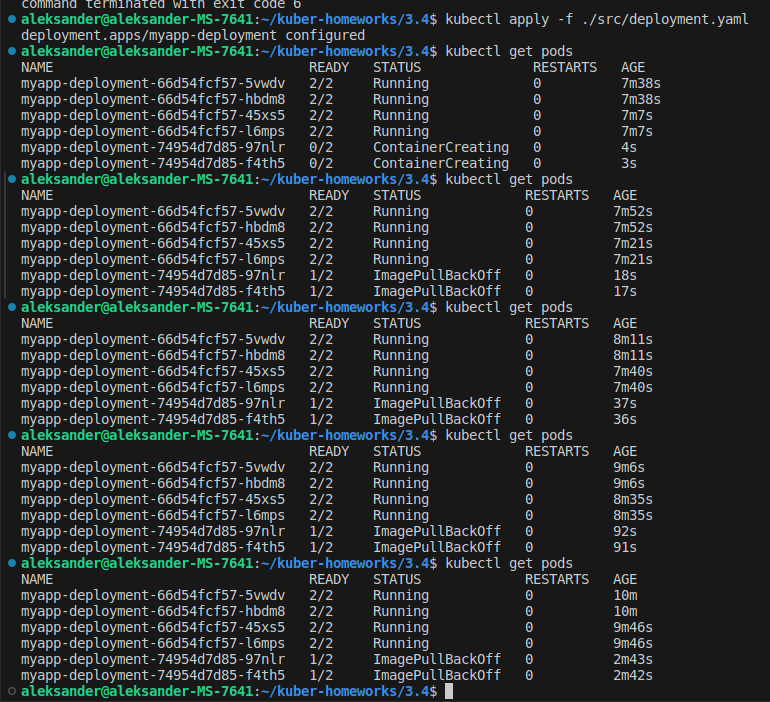 command terminated with exit code 6
aleksander@aleksander-MS-7641:~/kuber-homeworks/3.4$ kubectl apply -f ./src/deployment.yaml
deployment.apps/myapp-deployment configured
aleksander@aleksander-MS-7641:~/kuber-homeworks/3.4$ kubectl get pods
NAME READY STATUS RESTARTS AGE
myapp-deployment-66d54fcf57-5vwdv 2/2 Running 0 7m38s
myapp-deployment-66d54fcf57-hbdm8 2/2 Running 0 7m38s
myapp-deployment-66d54fcf57-45xs5 2/2 Running 0 7m7s
myapp-deployment-66d54fcf57-l6mps 2/2 Running 0 7m7s
myapp-deployment-74954d7d85-97nlr 0/2 ContainerCreating 0 4s
myapp-deployment-74954d7d85-f4th5 0/2 ContainerCreating 0 3s
aleksander@aleksander-MS-7641:~/kuber-homeworks/3.4$ kubectl get pods
NAME READY STATUS RESTARTS AGE
myapp-deployment-66d54fcf57-5vwdv 2/2 Running 0 7m52s
myapp-deployment-66d54fcf57-hbdm8 2/2 Running 0 7m52s
myapp-deployment-66d54fcf57-45xs5 2/2 Running 0 7m21s
myapp-deployment-66d54fcf57-l6mps 2/2 Running 0 7m21s
myapp-deployment-74954d7d85-97nlr 1/2 ImagePullBackOff 0 18s
myapp-deployment-74954d7d85-f4th5 1/2 ImagePullBackOff 0 17s
aleksander@aleksander-MS-7641:~/kuber-homeworks/3.4$ kubectl get pods
NAME READY STATUS RESTARTS AGE
myapp-deployment-66d54fcf57-5vwdv 2/2 Running 0 8m11s
myapp-deployment-66d54fcf57-hbdm8 2/2 Running 0 8m11s
myapp-deployment-66d54fcf57-45xs5 2/2 Running 0 7m40s
myapp-deployment-66d54fcf57-l6mps 2/2 Running 0 7m40s
myapp-deployment-74954d7d85-97nlr 1/2 ImagePullBackOff 0 37s
myapp-deployment-74954d7d85-f4th5 1/2 ImagePullBackOff 0 36s
aleksander@aleksander-MS-7641:~/kuber-homeworks/3.4$ kubectl get pods
NAME READY STATUS RESTARTS AGE
myapp-deployment-66d54fcf57-5vwdv 2/2 Running 0 9m6s
myapp-deployment-66d54fcf57-hbdm8 2/2 Running 0 9m6s
myapp-deployment-66d54fcf57-45xs5 2/2 Running 0 8m35s
myapp-deployment-66d54fcf57-l6mps 2/2 Running 0 8m35s
myapp-deployment-74954d7d85-97nlr 1/2 ImagePullBackOff 0 92s
myapp-deployment-74954d7d85-f4th5 1/2 ImagePullBackOff 0 91s
aleksander@aleksander-MS-7641:~/kuber-homeworks/3.4$ kubectl get pods
NAME READY STATUS RESTARTS AGE
myapp-deployment-66d54fcf57-5vwdv 2/2 Running 0 10m
myapp-deployment-66d54fcf57-hbdm8 2/2 Running 0 10m
myapp-deployment-66d54fcf57-45xs5 2/2 Running 0 9m46s
myapp-deployment-66d54fcf57-l6mps 2/2 Running 0 9m46s
myapp-deployment-74954d7d85-97nlr 1/2 ImagePullBackOff 0 2m43s
myapp-deployment-74954d7d85-f4th5 1/2 ImagePullBackOff 0 2m42s
aleksander@aleksander-MS-7641:~/kuber-homeworks/3.4$